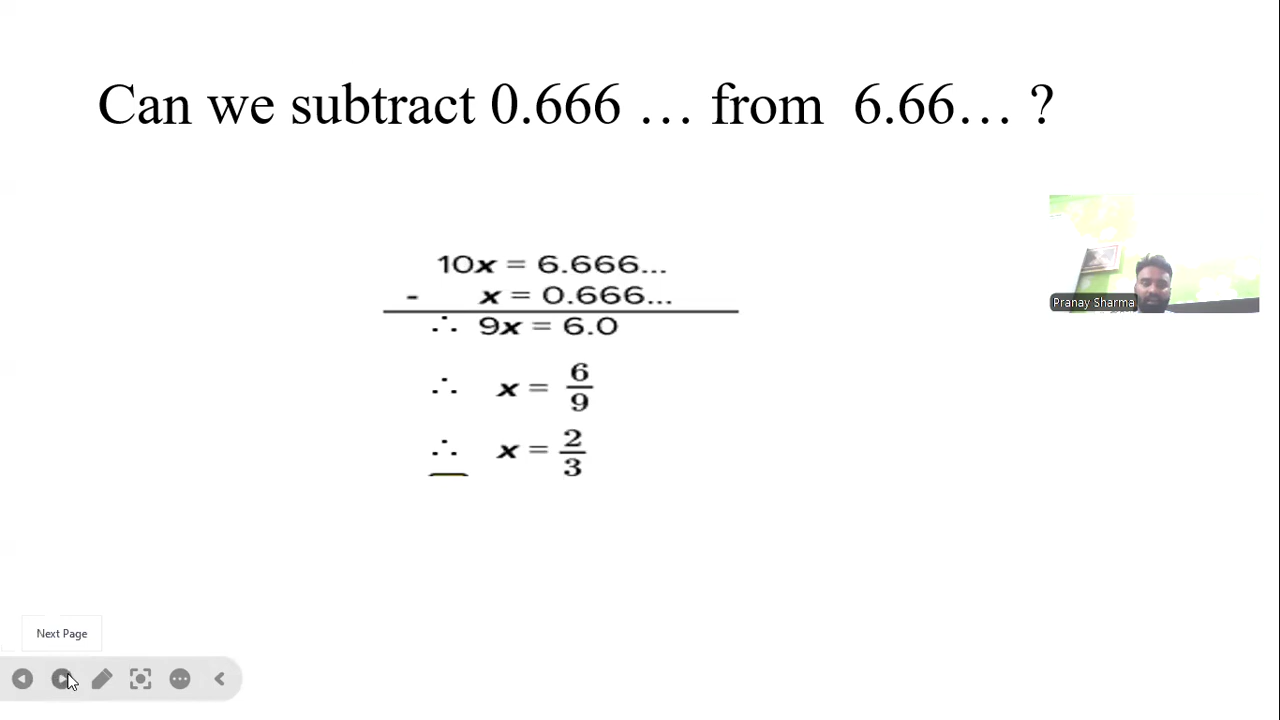 Can we subtract 0.666 … from 6.66… ?
10x = 6.666...
- x = 0.666...
∴ 9x = 6.0
∴ x = 6/9
∴ x = 2/3
Pranay Sharma
Next Page